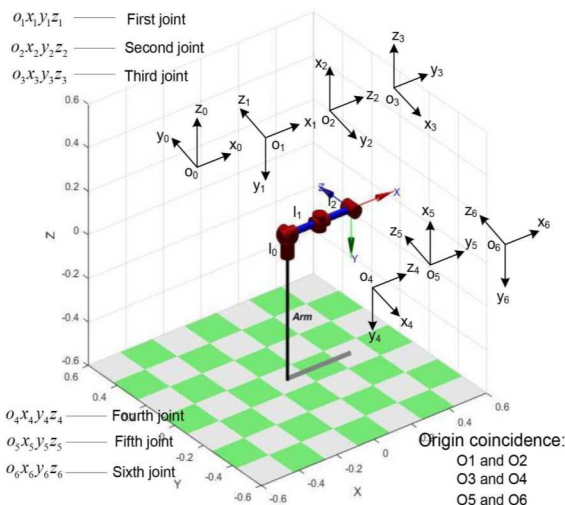 o₁x₁y₁z₁ First joint
o₂x₂y₂z₂ Second joint
o₃x₃y₃z₃ Third joint
z₃
y₃
o₃
x₃
x₂
z₂
o₂
y₂
z₁
x₁
o₁
y₁
z₀
y₀
x₀
o₀
0.6
0.4
0.2
0
-0.2
-0.4
-0.6
Z
l₀
l₁
l₂
Z
X
Y
Arm
x₅
z₅
y₅
o₅
z₆
x₆
o₆
y₆
o₄
z₄
x₄
y₄
0.6
0.4
0
-0.2
-0.4
-0.6
Y
-0.6
-0.4
-0.2
0
0.2
0.6
X
o₄x₄y₄z₄ Fourth joint
o₅x₅y₅z₅ Fifth joint
o₆x₆y₆z₆ Sixth joint
Origin coincidence:
O1 and O2
O3 and O4
O5 and O6